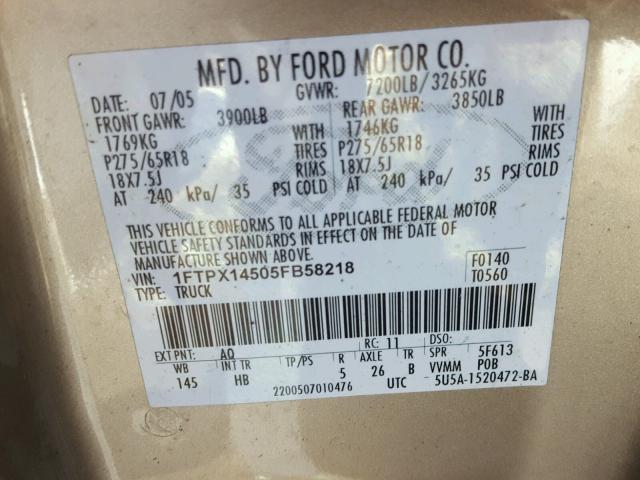 MFD. BY FORD MOTOR CO.
DATE: 07/05 GVWR: 7200LB/3265KG
FRONT GAWR: 3900LB REAR GAWR: 3850LB
1769KG WITH 1746KG WITH
P275/65R18 TIRES P275/65R18 TIRES
18X7.5J RIMS 18X7.5J RIMS
AT 240 kPa/ 35 PSI COLD AT 240 kPa/ 35 PSI COLD
THIS VEHICLE CONFORMS TO ALL APPLICABLE FEDERAL MOTOR
VEHICLE SAFETY STANDARDS IN EFFECT ON THE DATE OF
MANUFACTURE SHOWN ABOVE.
VIN: 1FTPX14505FB58218 F0140
TYPE: TRUCK T0560
EXT PNT: AQ RC: 11 DSO:
WB INT TR TP/PS R AXLE TR SPR 5F613
145 HB 5 26 B VVMM POB
2200507010476 UTC 5U5A-1520472-BA